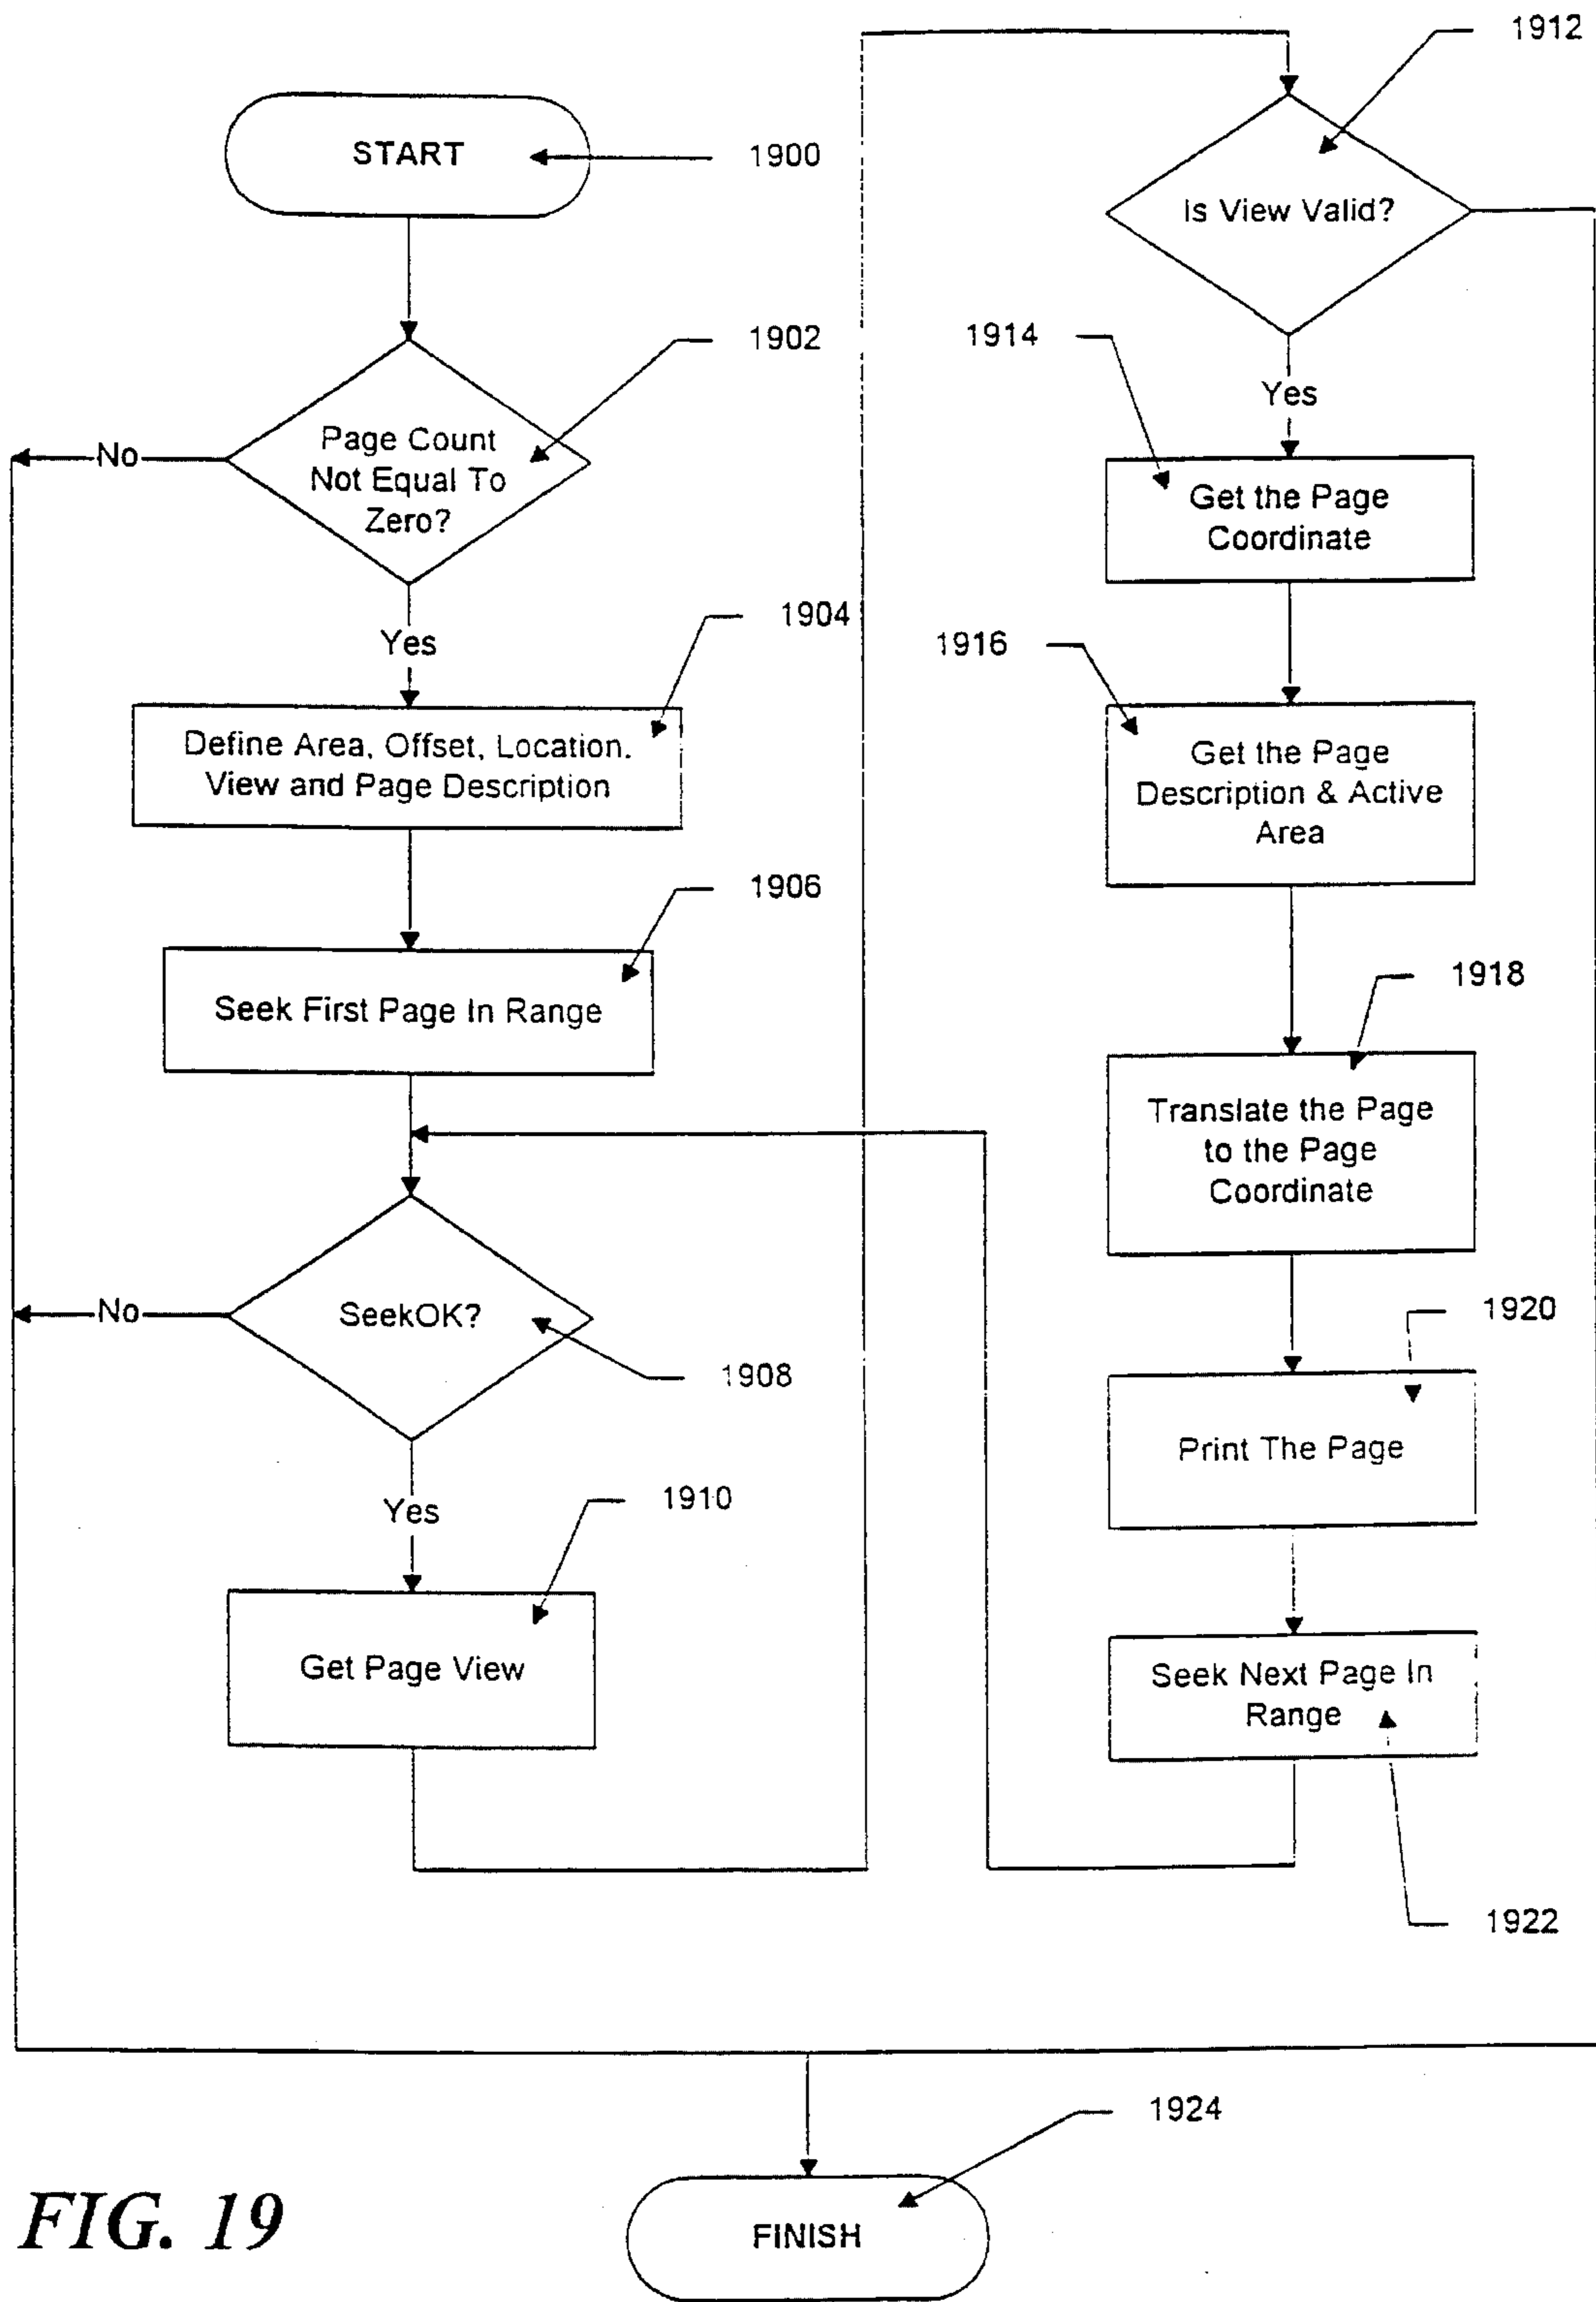 START
1900
1902
Page Count
Not Equal To
Zero?
No
Yes
1904
Define Area, Offset, Location.
View and Page Description
1906
Seek First Page In Range
SeekOK?
No
1908
Yes
1910
Get Page View
1912
Is View Valid?
Yes
1914
Get the Page
Coordinate
1916
Get the Page
Description & Active
Area
1918
Translate the Page
to the Page
Coordinate
1920
Print The Page
Seek Next Page In
Range
1922
1924
FINISH
FIG. 19